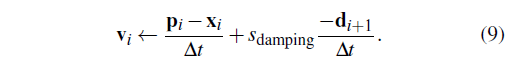 v_i ← (p_i − x_i)/Δt + s_damping (−d_{i+1})/Δt . (9)